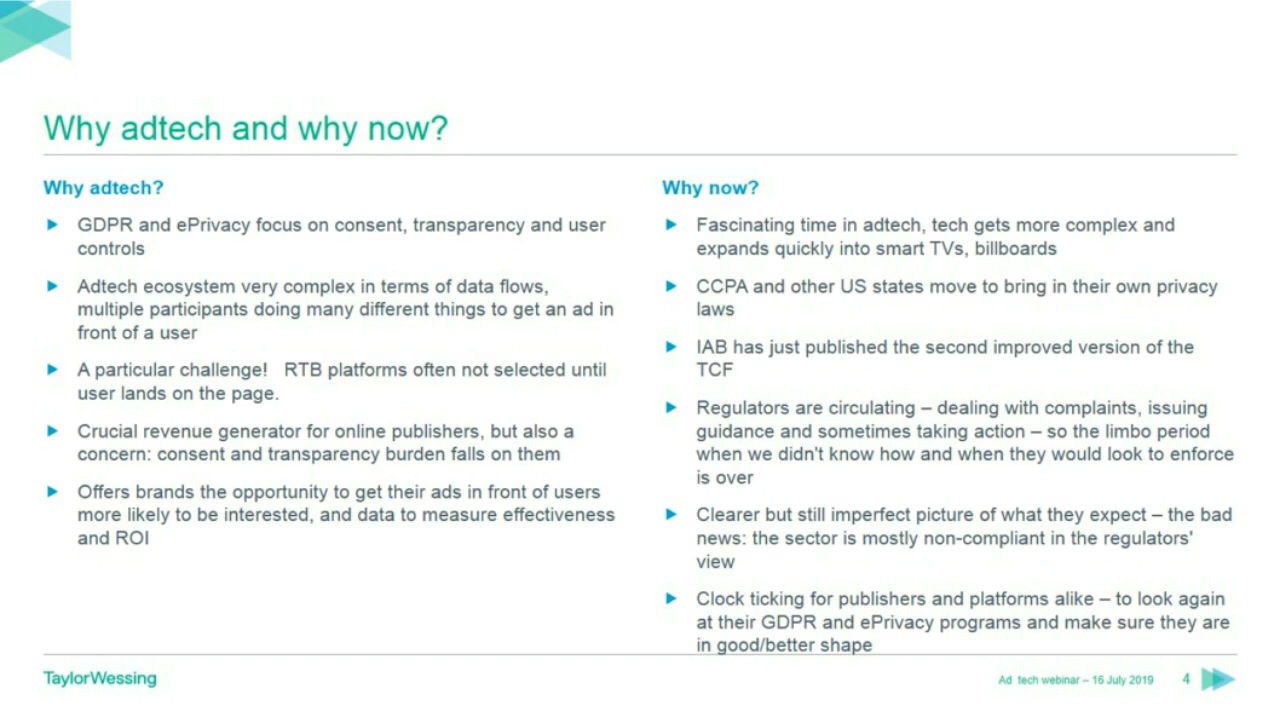 Why adtech and why now?
Why adtech?
GDPR and ePrivacy focus on consent, transparency and user
controls
Adtech ecosystem very complex in terms of data flows,
multiple participants doing many different things to get an ad in
front of a user
A particular challenge!   RTB platforms often not selected until
user lands on the page.
Crucial revenue generator for online publishers, but also a
concern: consent and transparency burden falls on them
Offers brands the opportunity to get their ads in front of users
more likely to be interested, and data to measure effectiveness
and ROI
Why now?
Fascinating time in adtech, tech gets more complex and
expands quickly into smart TVs, billboards
CCPA and other US states move to bring in their own privacy
laws
IAB has just published the second improved version of the
TCF
Regulators are circulating – dealing with complaints, issuing
guidance and sometimes taking action – so the limbo period
when we didn't know how and when they would look to enforce
is over
Clearer but still imperfect picture of what they expect – the bad
news: the sector is mostly non-compliant in the regulators'
view
Clock ticking for publishers and platforms alike – to look again
at their GDPR and ePrivacy programs and make sure they are
in good/better shape
TaylorWessing
Ad tech webinar – 16 July 2019
4